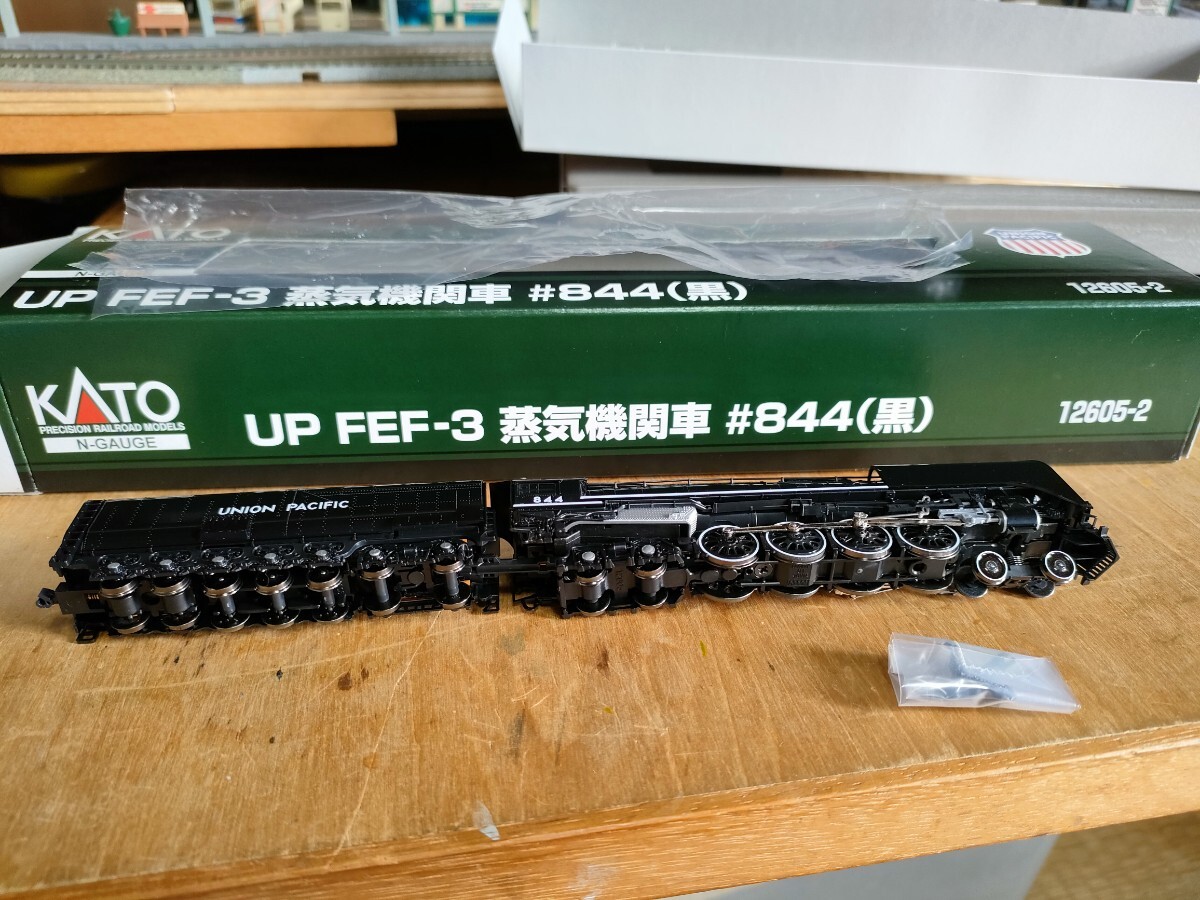 KATO
N-GAUGE
UP FEF-3 蒸気機関車 #844(黒)
12605-2
KATO
PRECISION RAILROAD MODELS
N-GAUGE
UP FEF-3 蒸気機関車 #844(黒)
12605-2
UNION PACIFIC
844